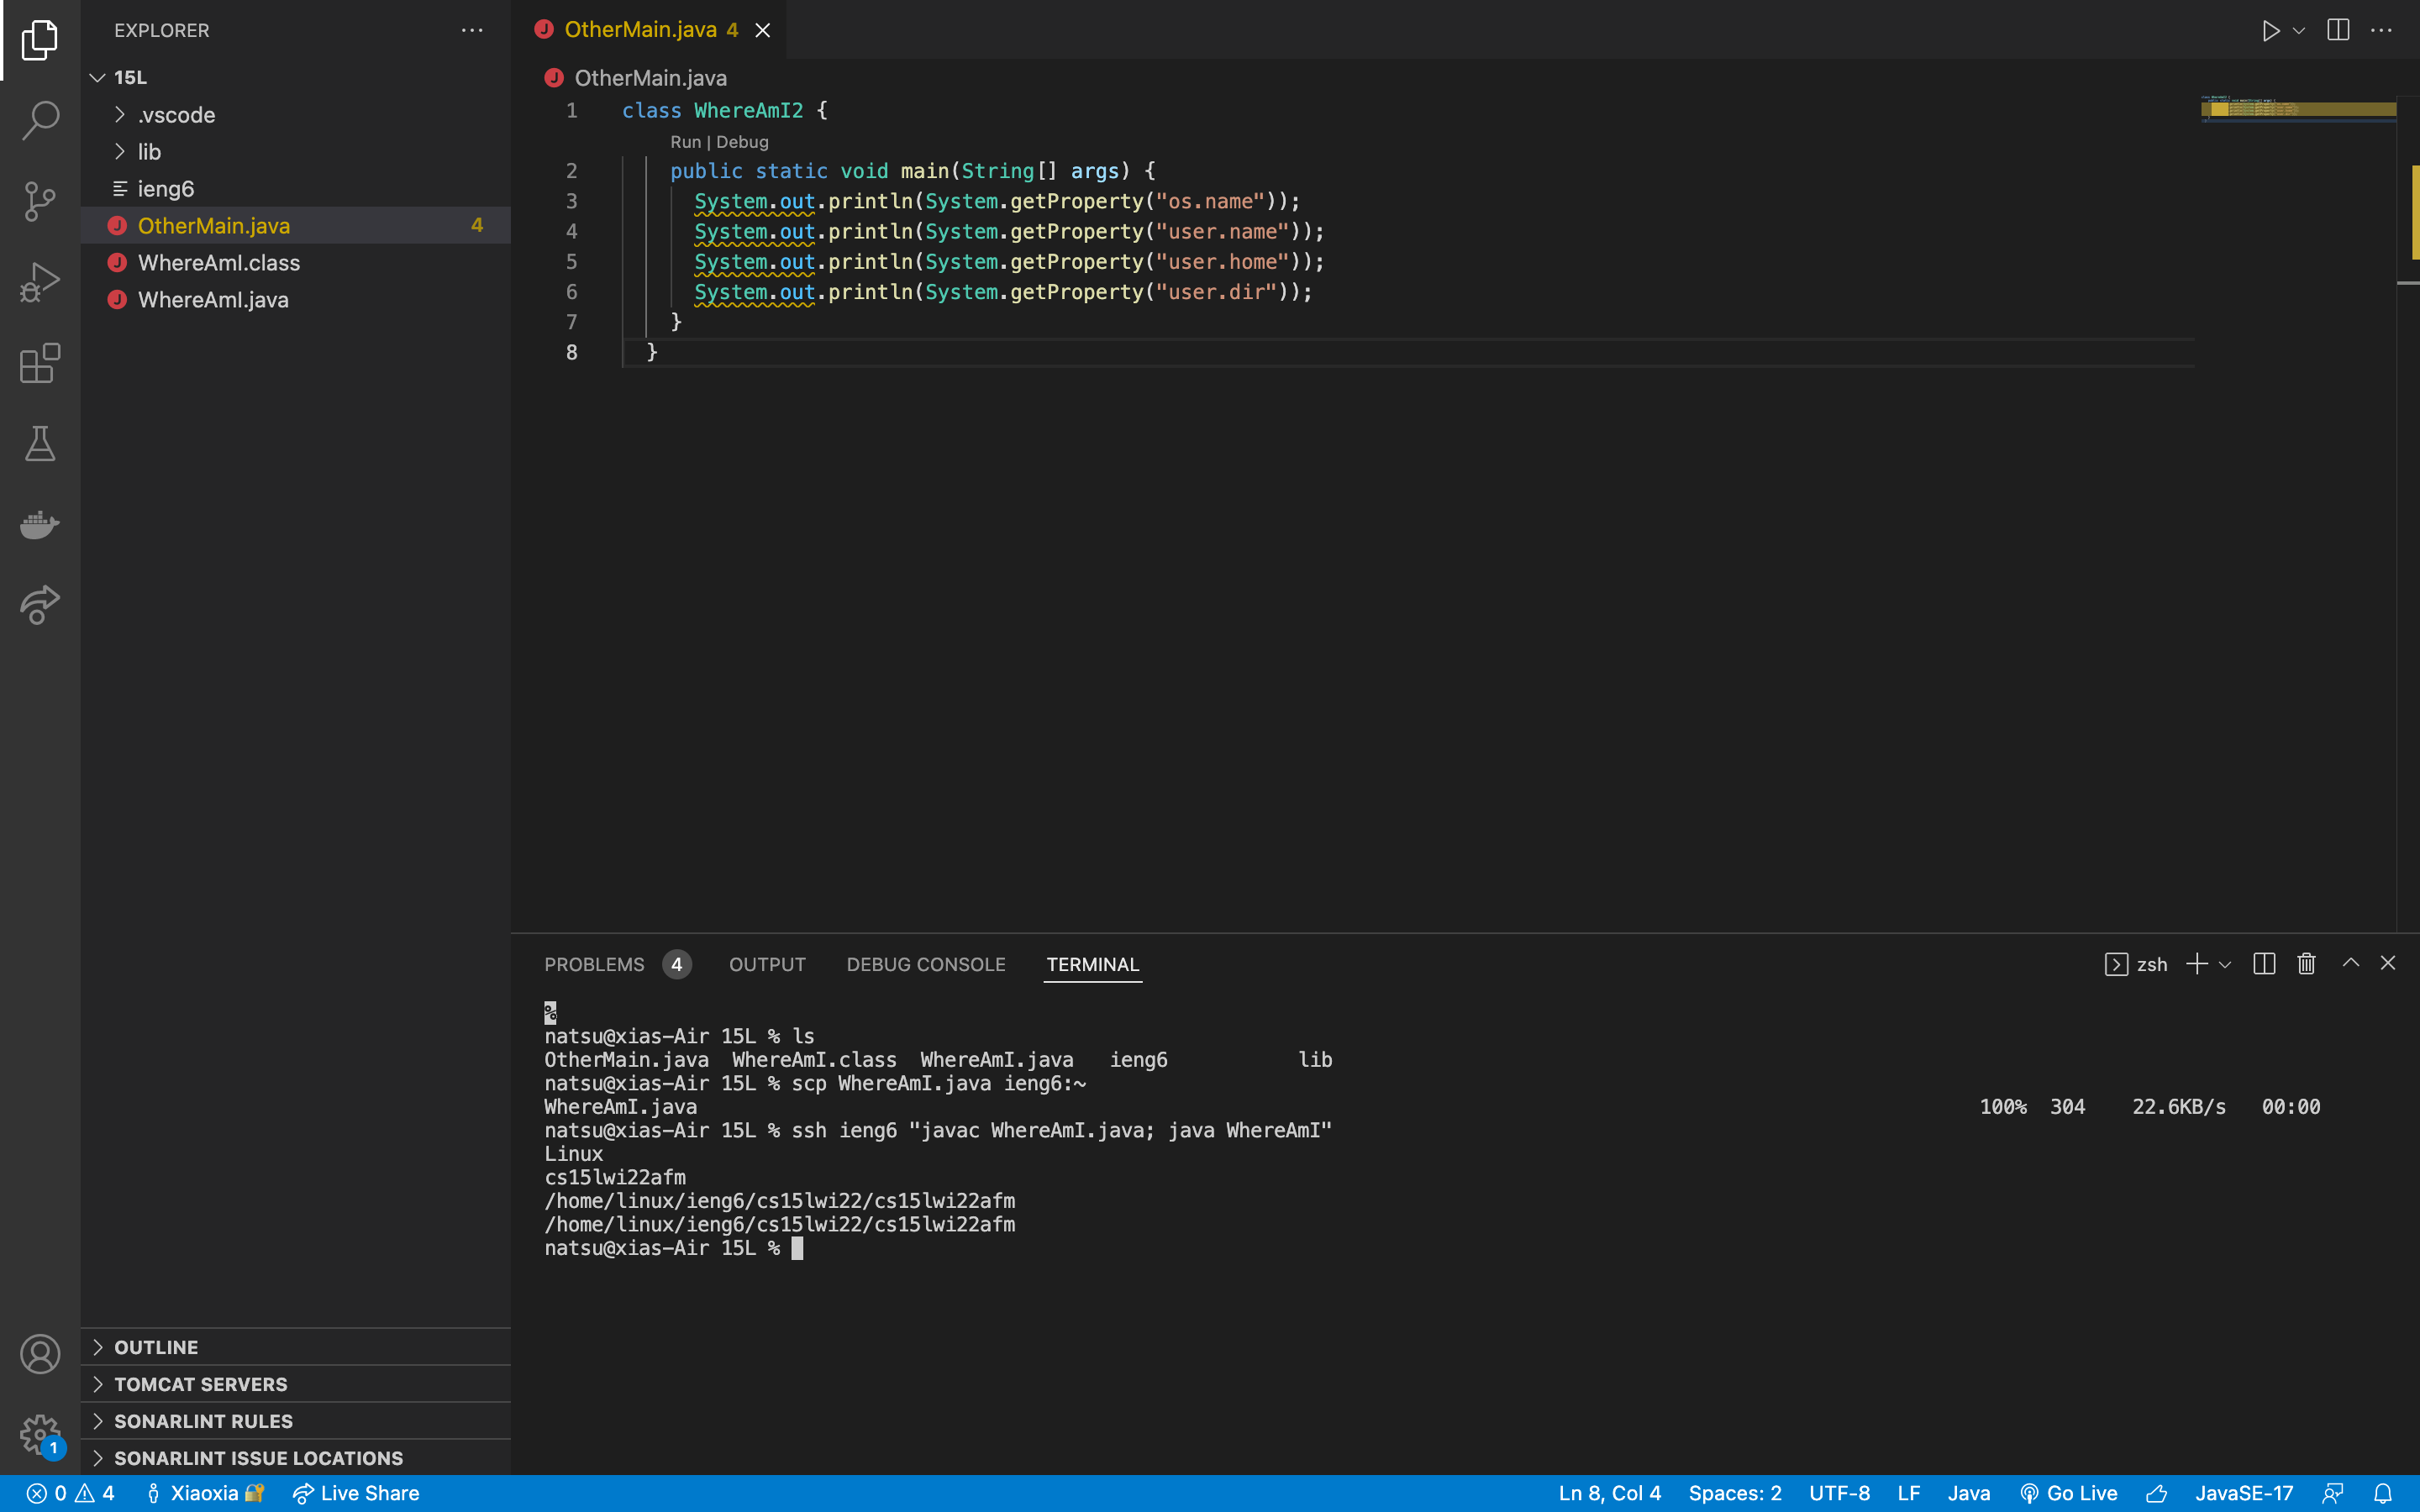 EXPLORER
15L
.vscode
lib
ieng6
OtherMain.java 4
WhereAmI.class
WhereAmI.java
OUTLINE
TOMCAT SERVERS
SONARLINT RULES
SONARLINT ISSUE LOCATIONS
OtherMain.java 4
OtherMain.java
1 class WhereAmI2 {
Run | Debug
2 public static void main(String[] args) {
3 System.out.println(System.getProperty("os.name"));
4 System.out.println(System.getProperty("user.name"));
5 System.out.println(System.getProperty("user.home"));
6 System.out.println(System.getProperty("user.dir"));
7 }
8 }
PROBLEMS 4 OUTPUT DEBUG CONSOLE TERMINAL zsh
%
natsu@xias-Air 15L % ls
OtherMain.java WhereAmI.class WhereAmI.java ieng6 lib
natsu@xias-Air 15L % scp WhereAmI.java ieng6:~
WhereAmI.java 100% 304 22.6KB/s 00:00
natsu@xias-Air 15L % ssh ieng6 "javac WhereAmI.java; java WhereAmI"
Linux
cs15lwi22afm
/home/linux/ieng6/cs15lwi22/cs15lwi22afm
/home/linux/ieng6/cs15lwi22/cs15lwi22afm
natsu@xias-Air 15L %
1
0 4 Xiaoxia Live Share Ln 8, Col 4 Spaces: 2 UTF-8 LF Java Go Live JavaSE-17